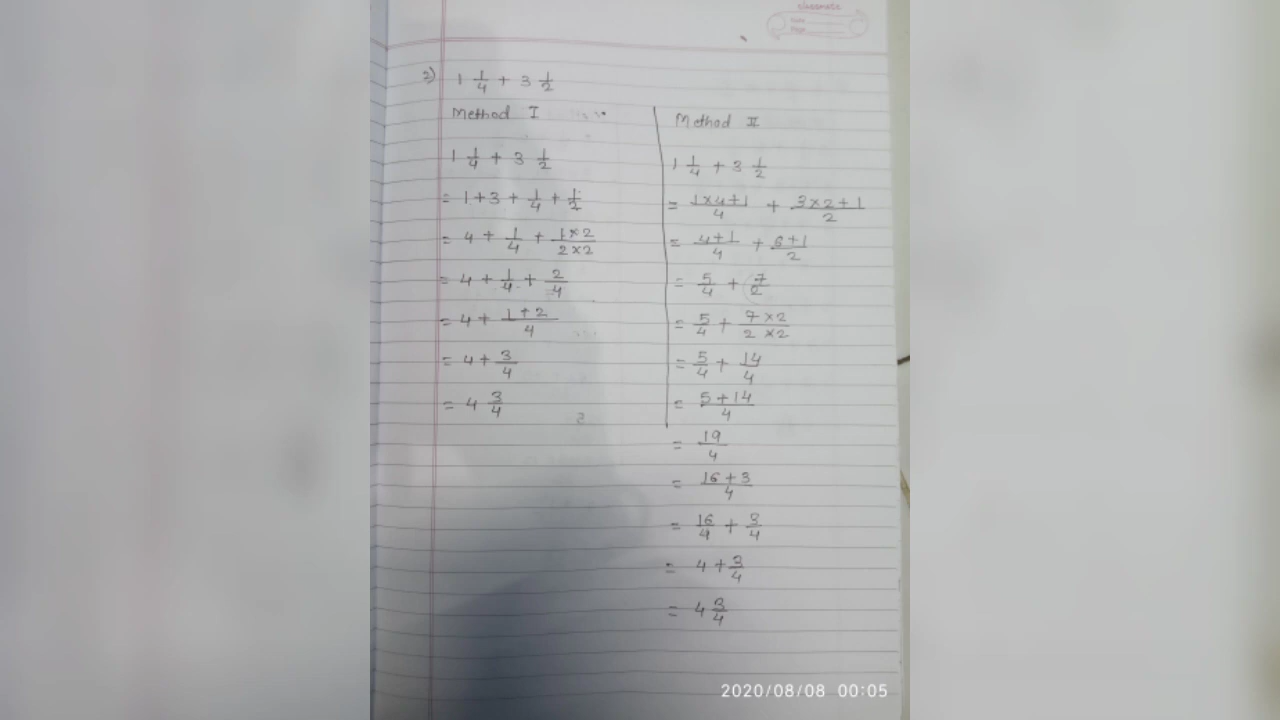 classmate
Date
Page
2) 1 1/4 + 3 1/2
Method I
1 1/4 + 3 1/2
= 1+3 + 1/4 + 1/2
= 4 + 1/4 + 1×2/2×2
= 4 + 1/4 + 2/4
= 4 + 1+2/4
= 4 + 3/4
= 4 3/4
Method II
1 1/4 + 3 1/2
= 1×4+1/4 + 3×2+1/2
= 4+1/4 + 6+1/2
= 5/4 + 7/2
= 5/4 + 7×2/2×2
= 5/4 + 14/4
= 5+14/4
= 19/4
= 16+3/4
= 16/4 + 3/4
= 4 + 3/4
= 4 3/4
2020/08/08 00:05